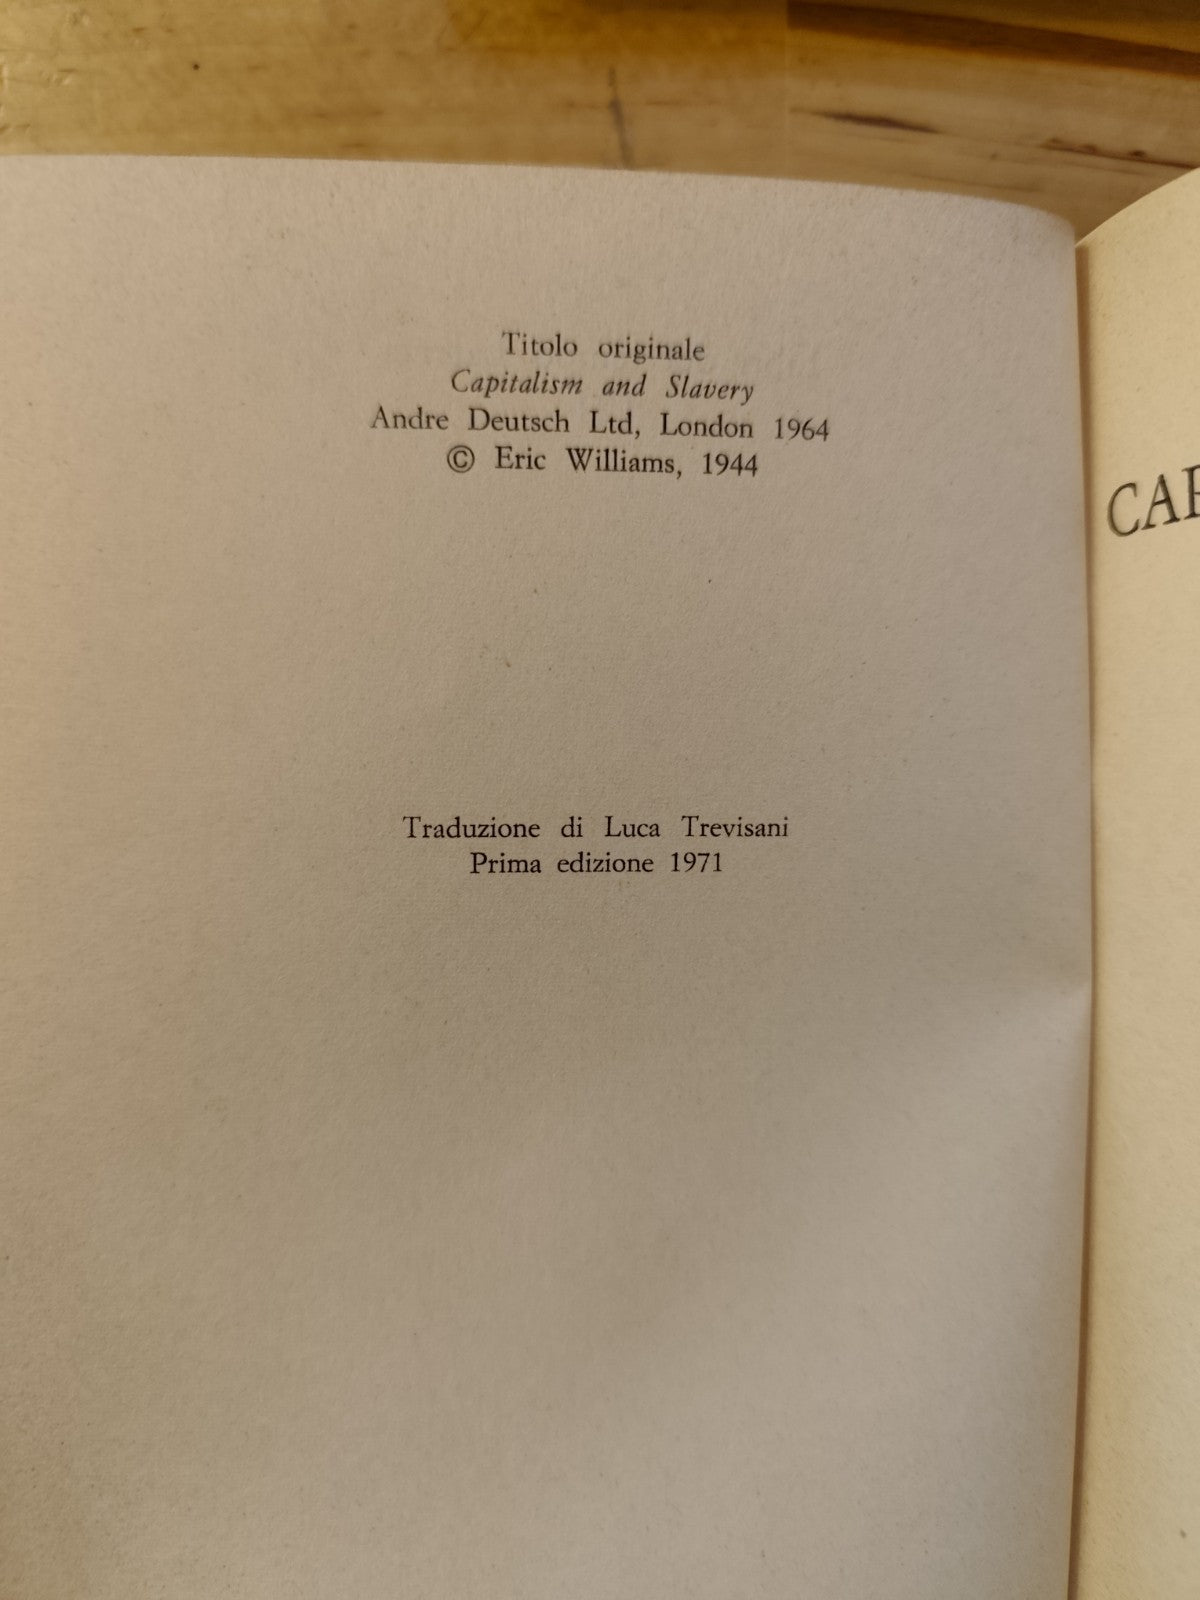 Titolo originale
Capitalism and Slavery
Andre Deutsch Ltd, London 1964
© Eric Williams, 1944
Traduzione di Luca Trevisani
Prima edizione 1971